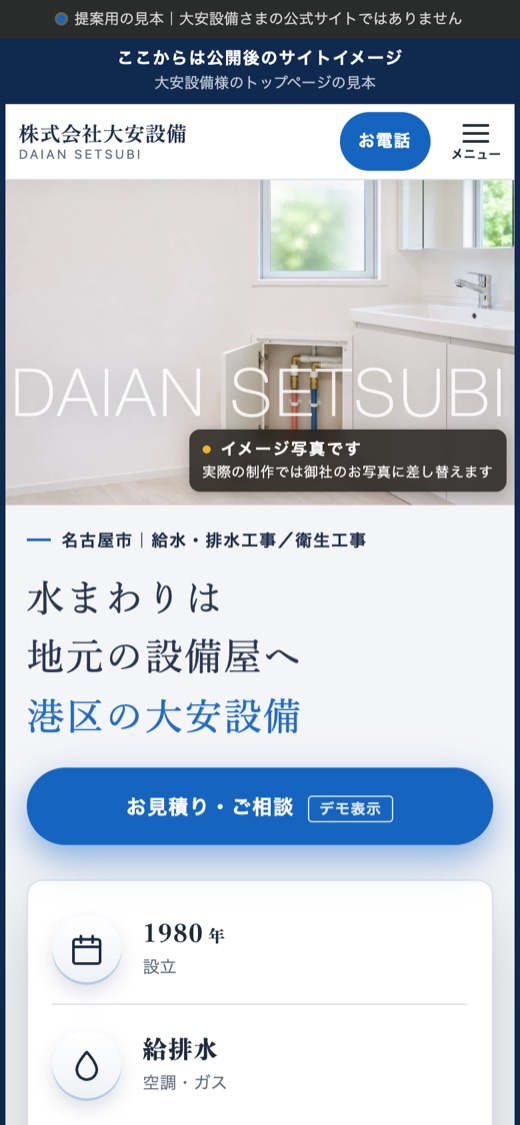 提案用の見本｜大安設備さまの公式サイトではありません
ここからは公開後のサイトイメージ
大安設備様のトップページの見本
株式会社大安設備
DAIAN SETSUBI
お電話
メニュー
DAIAN SETSUBI
イメージ写真です
実際の制作では御社のお写真に差し替えます
名古屋市｜給水・排水工事／衛生工事
水まわりは
地元の設備屋へ
港区の大安設備
お見積り・ご相談 デモ表示
1980年
設立
給排水
空調・ガス